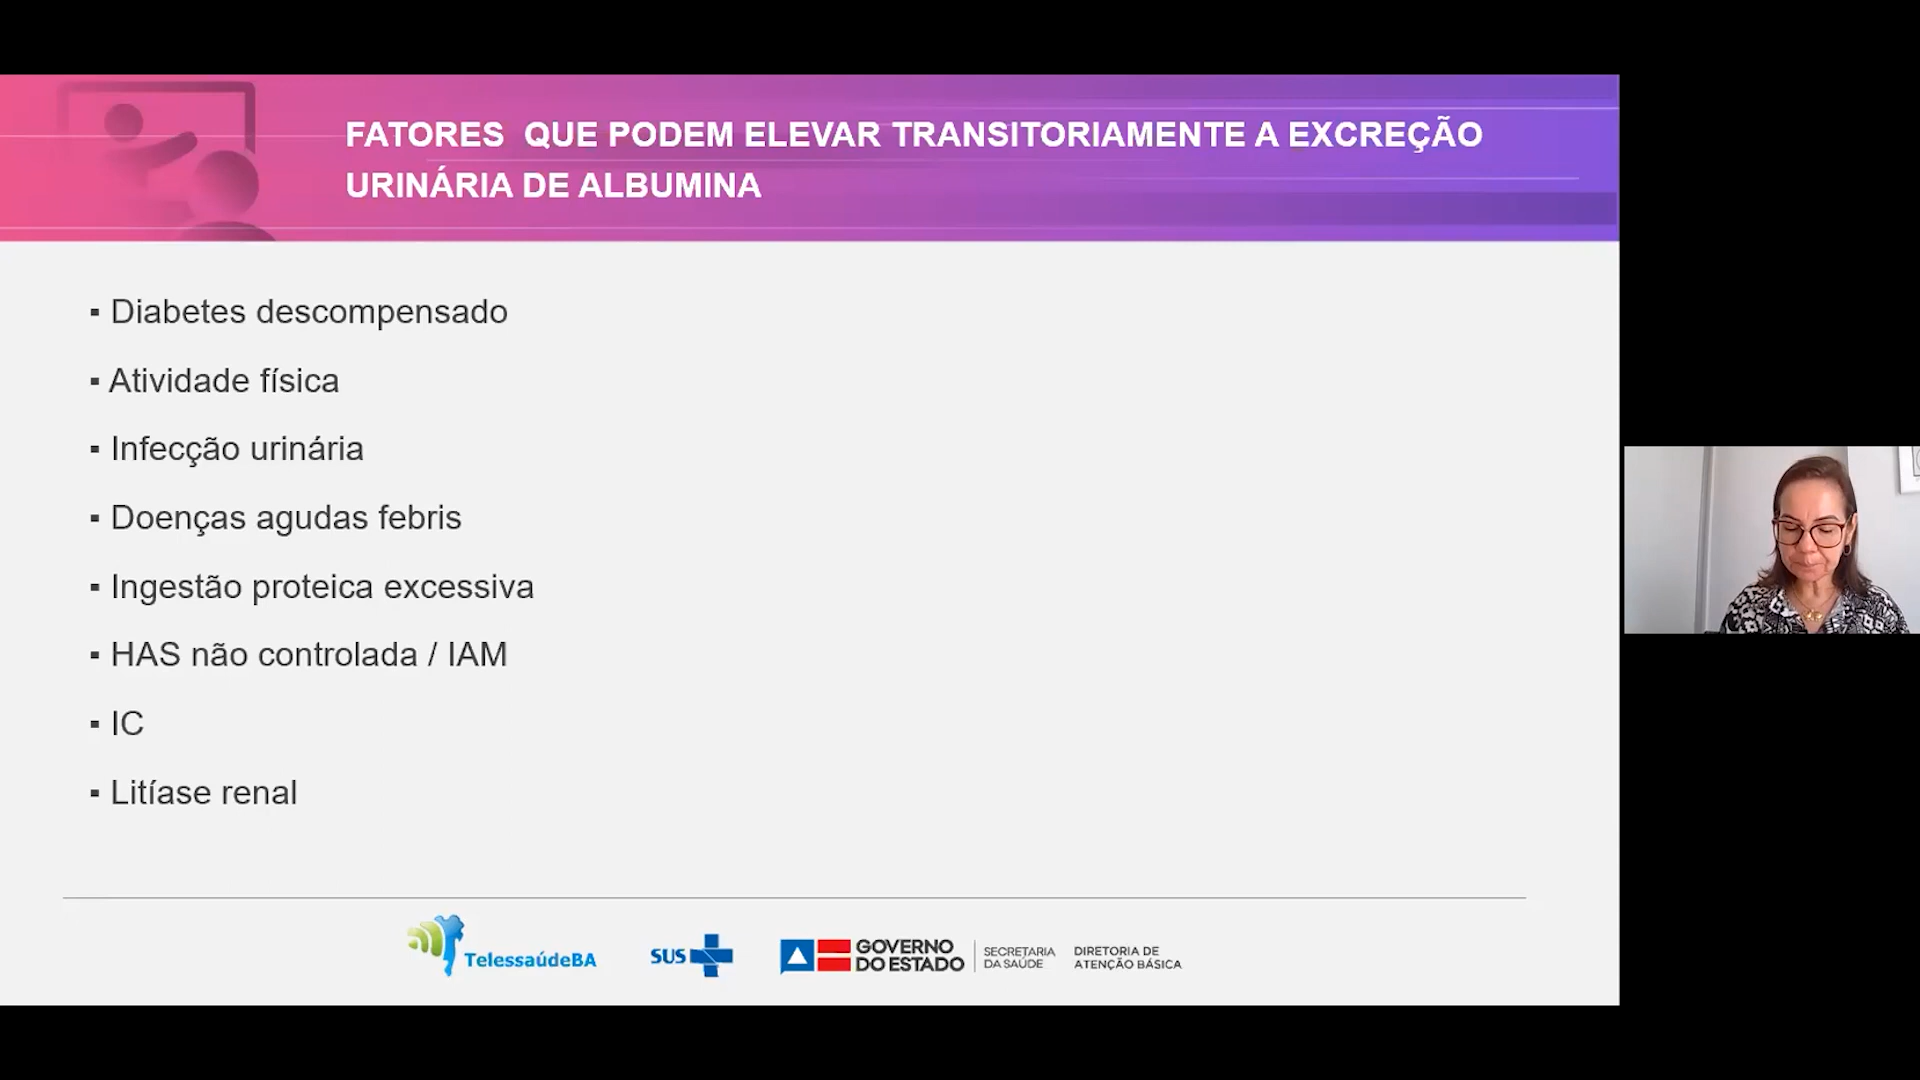 FATORES  QUE PODEM ELEVAR TRANSITORIAMENTE A EXCREÇÃO
URINÁRIA DE ALBUMINA
▪ Diabetes descompensado
▪ Atividade física
▪ Infecção urinária
▪ Doenças agudas febris
▪ Ingestão proteica excessiva
▪ HAS não controlada / IAM
▪ IC
▪ Litíase renal
TelessaúdeBA
SUS
GOVERNO
DO ESTADO
SECRETARIA
DA SAÚDE
DIRETORIA DE
ATENÇÃO BÁSICA